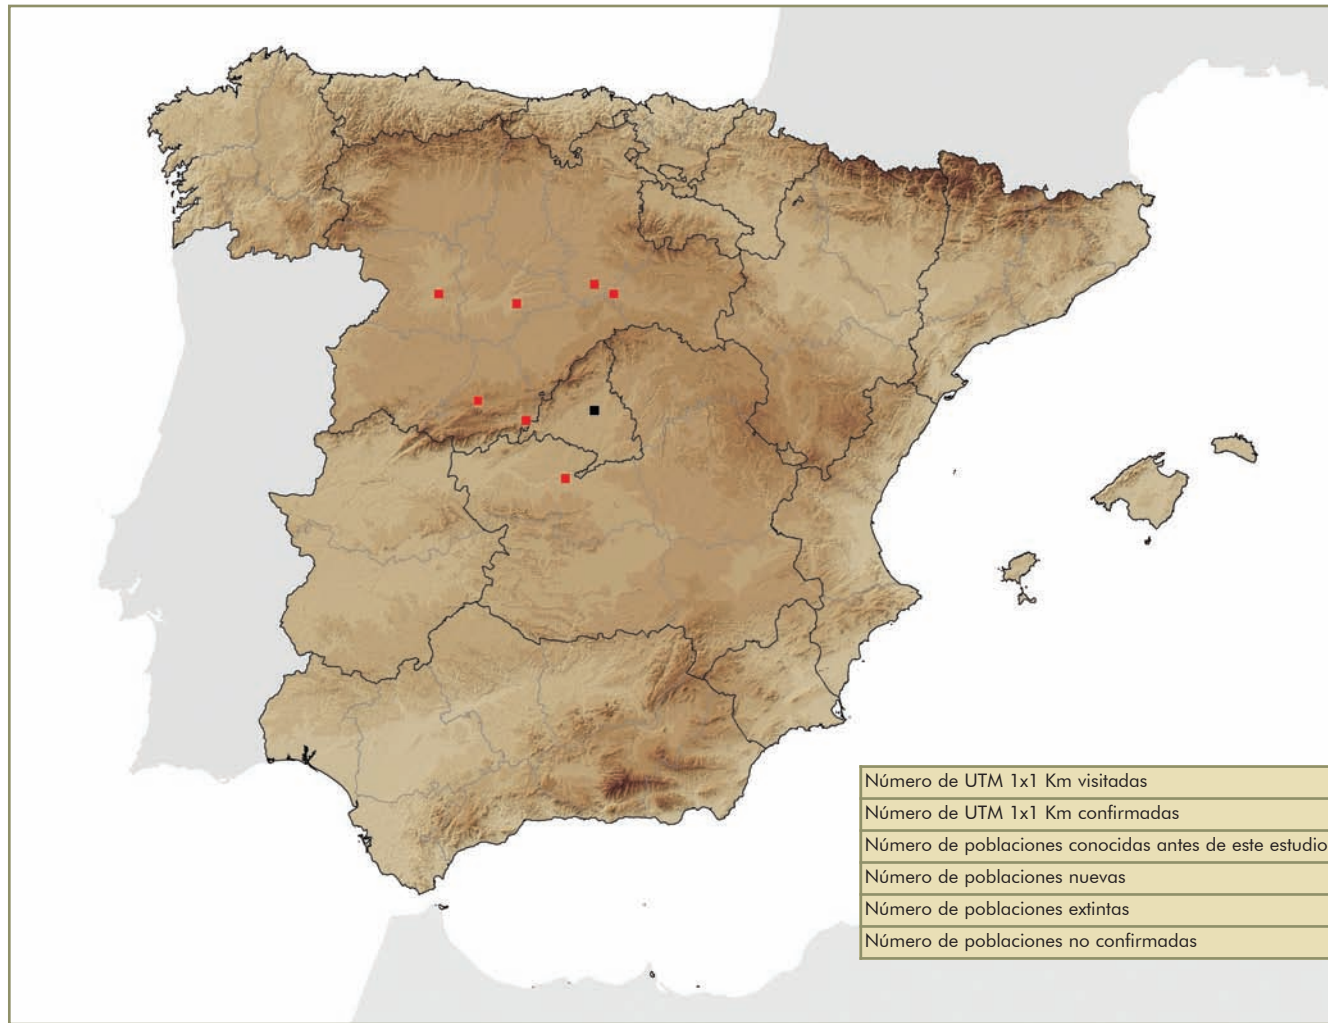 Número de UTM 1x1 Km visitadas
Número de UTM 1x1 Km confirmadas
Número de poblaciones conocidas antes de este estudio
Número de poblaciones nuevas
Número de poblaciones extintas
Número de poblaciones no confirmadas